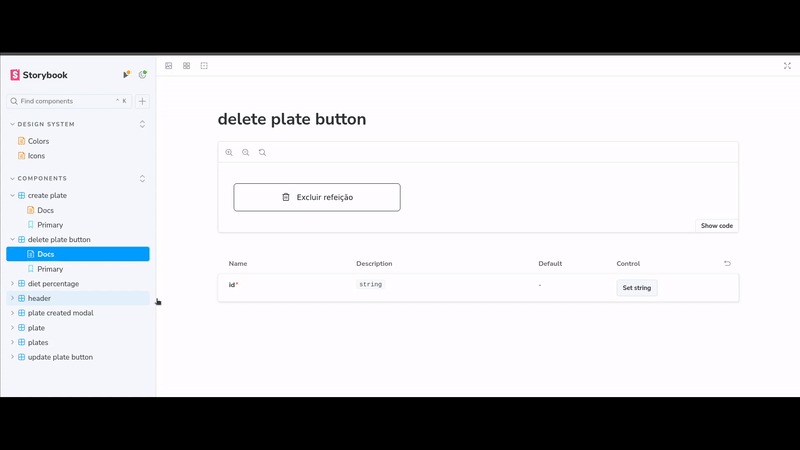 Storybook
Find components
⌃ K
DESIGN SYSTEM
Colors
Icons
COMPONENTS
create plate
Docs
Primary
delete plate button
Docs
Primary
diet percentage
header
plate created modal
plate
plates
update plate button
delete plate button
Excluir refeição
Show code
Name Description Default Control
id* string - Set string